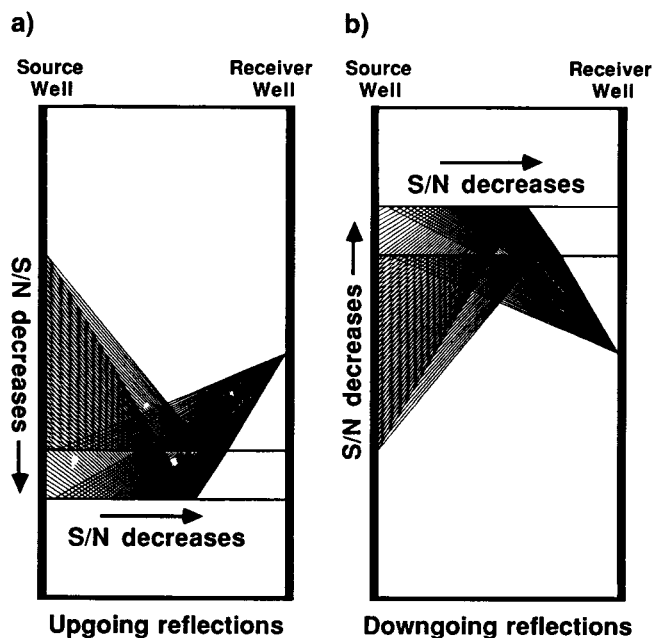 a)
Source
Well
Receiver
Well
S/N decreases
S/N decreases
Upgoing reflections
b)
Source
Well
Receiver
Well
S/N decreases
S/N decreases
Downgoing reflections